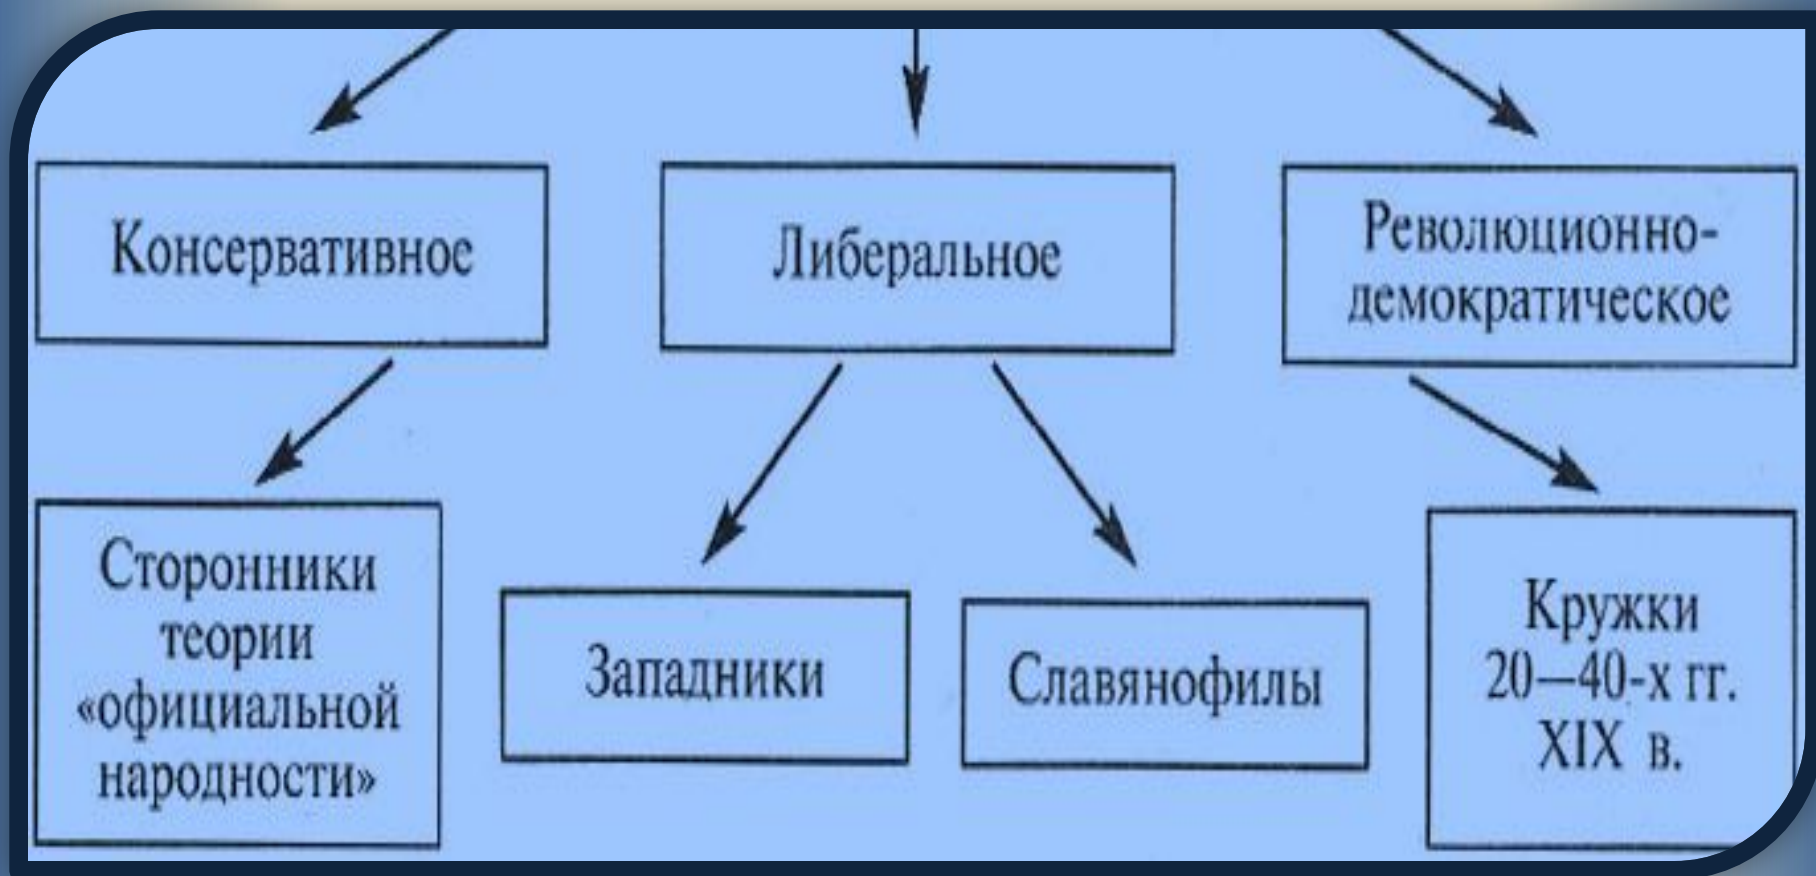 Консервативное
Либеральное
Революционно-
демократическое
Сторонники
теории
«официальной
народности»
Западники
Славянофилы
Кружки
20—40-х гг.
XIX в.